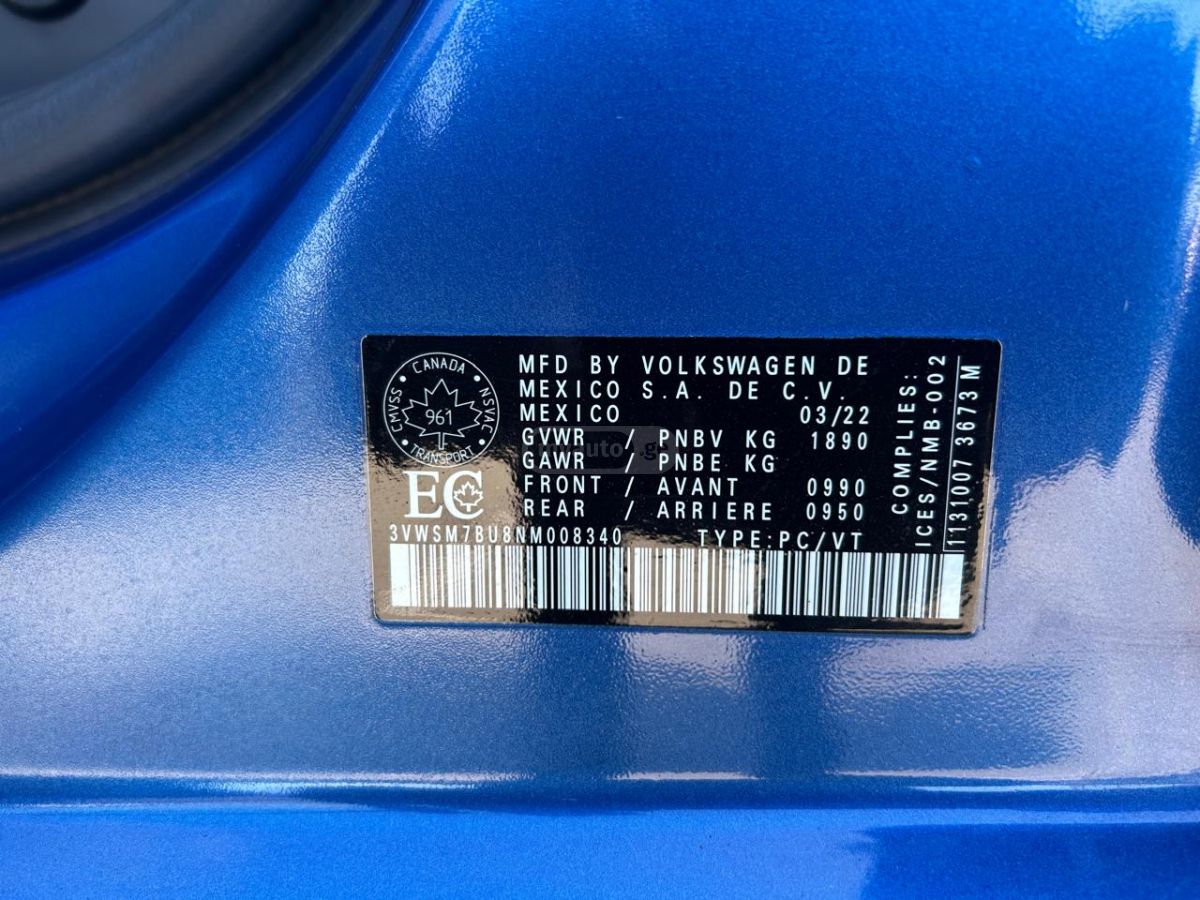 CANADA
CMVSS
NSVAC
961
TRANSPORT
EC
MFD BY VOLKSWAGEN DE
MEXICO S.A. DE C.V.
MEXICO 03/22
GVWR / PNBV KG 1890
GAWR / PNBE KG
FRONT / AVANT 0990
REAR / ARRIERE 0950
3VWSM7BU8NM008340 TYPE:PC/VT
COMPLIES:
ICES/NMB-002
1131007 3673 M